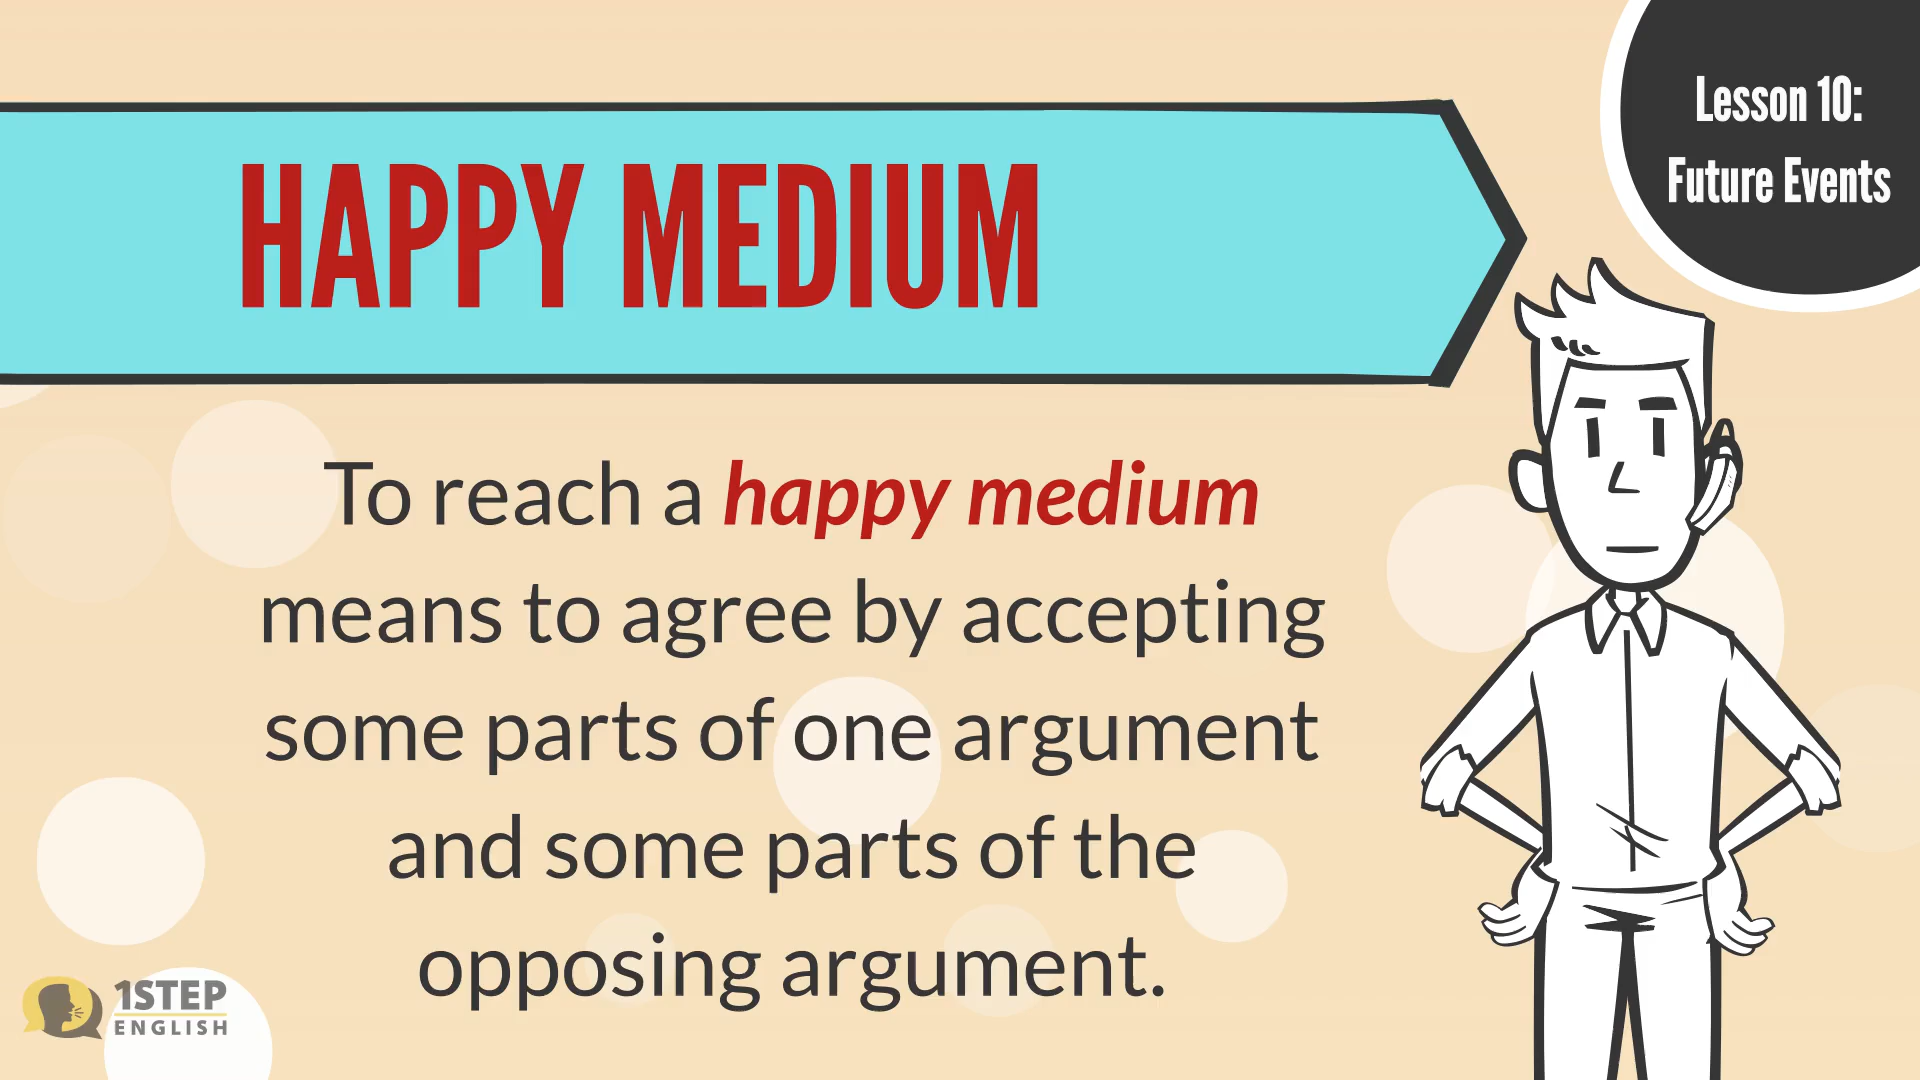 Lesson 10:
Future Events
HAPPY MEDIUM
To reach a happy medium
means to agree by accepting
some parts of one argument
and some parts of the
opposing argument.
1STEP
ENGLISH